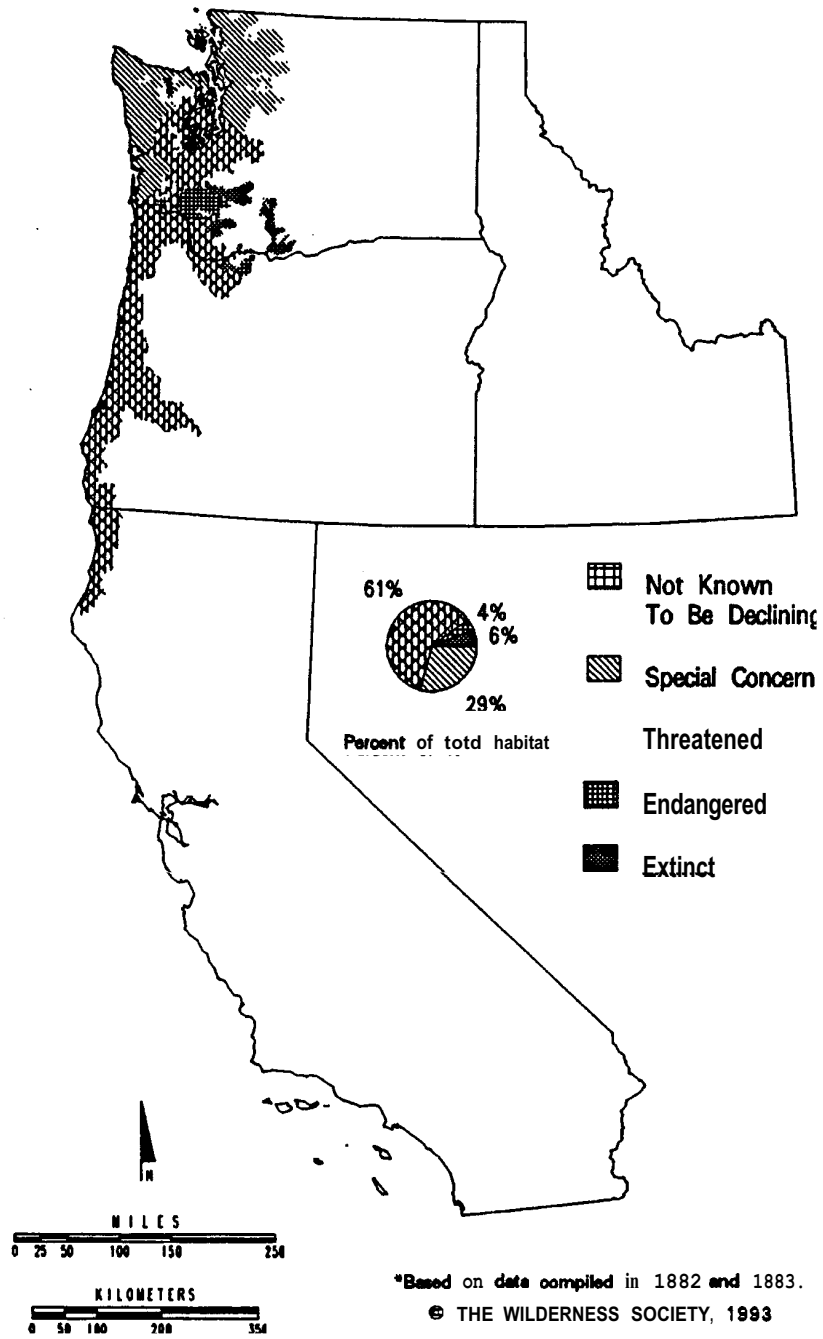 61%
4%
6%
29%
Percent of totd habitat
Not Known
To Be Declining
Special Concern
Threatened
Endangered
Extinct
N
MILES
0 25 50 100 150 250
KILOMETERS
0 50 100 200 350
*Based on data compiled in 1882 and 1883.
© THE WILDERNESS SOCIETY, 1993